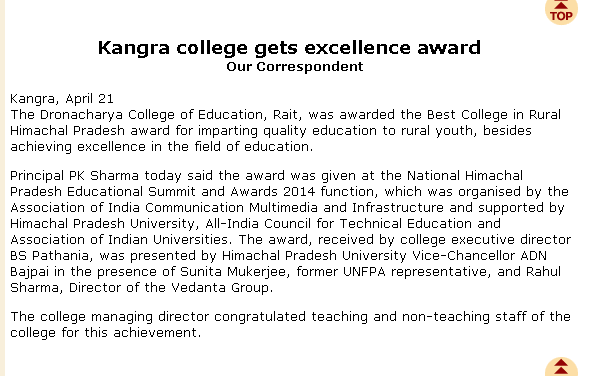 TOP
Kangra college gets excellence award
Our Correspondent
Kangra, April 21
The Dronacharya College of Education, Rait, was awarded the Best College in Rural
Himachal Pradesh award for imparting quality education to rural youth, besides
achieving excellence in the field of education.
Principal PK Sharma today said the award was given at the National Himachal
Pradesh Educational Summit and Awards 2014 function, which was organised by the
Association of India Communication Multimedia and Infrastructure and supported by
Himachal Pradesh University, All-India Council for Technical Education and
Association of Indian Universities. The award, received by college executive director
BS Pathania, was presented by Himachal Pradesh University Vice-Chancellor ADN
Bajpai in the presence of Sunita Mukerjee, former UNFPA representative, and Rahul
Sharma, Director of the Vedanta Group.
The college managing director congratulated teaching and non-teaching staff of the
college for this achievement.